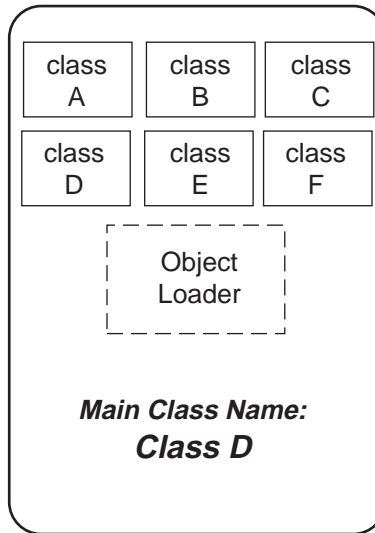 class class class
A B C
class class class
D E F
Object
Loader
Main Class Name:
Class D